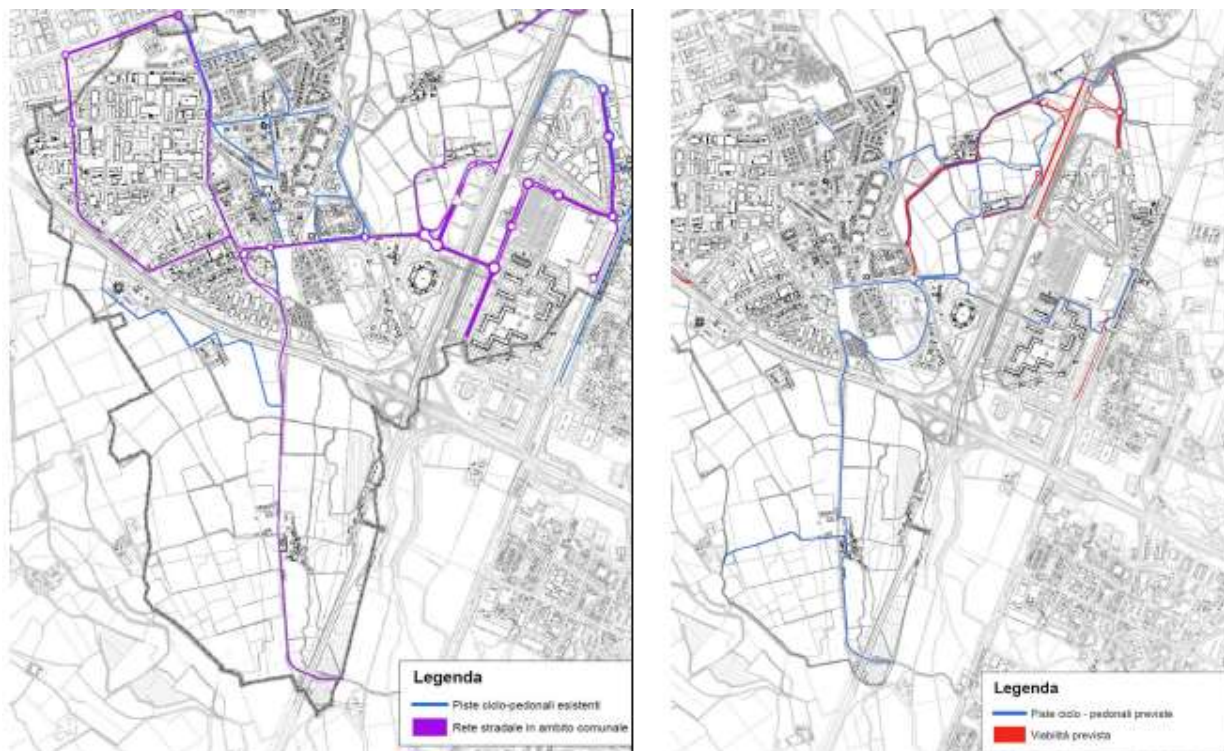 Legenda
Piste ciclo-pedonali esistenti
Rete stradale in ambito comunale
Legenda
Piste ciclo - pedonali previste
Viabilità prevista